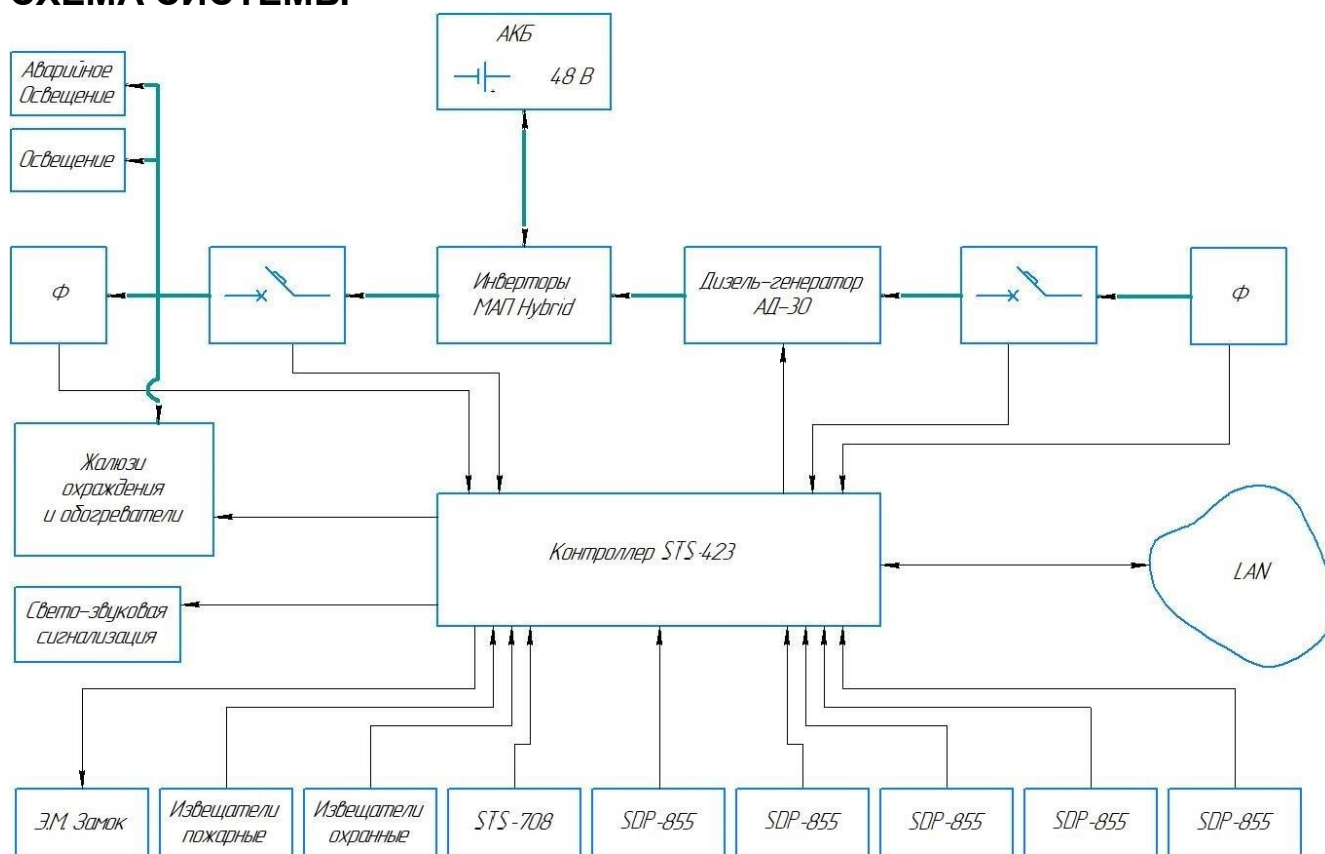 СХЕМА СИСТЕМЫ
АКБ
48 В
Аварийное
Освещение
Освещение
Ф
Инверторы
МАП Hybrid
Дизель-генератор
АД-30
Ф
Жалюзи
охраждения
и обогреватели
Контроллер STS-423
LAN
Свето-звуковая
сигнализация
Э.М. Замок
Извещатели
пожарные
Извещатели
охранные
STS-708
SDP-855
SDP-855
SDP-855
SDP-855
SDP-855